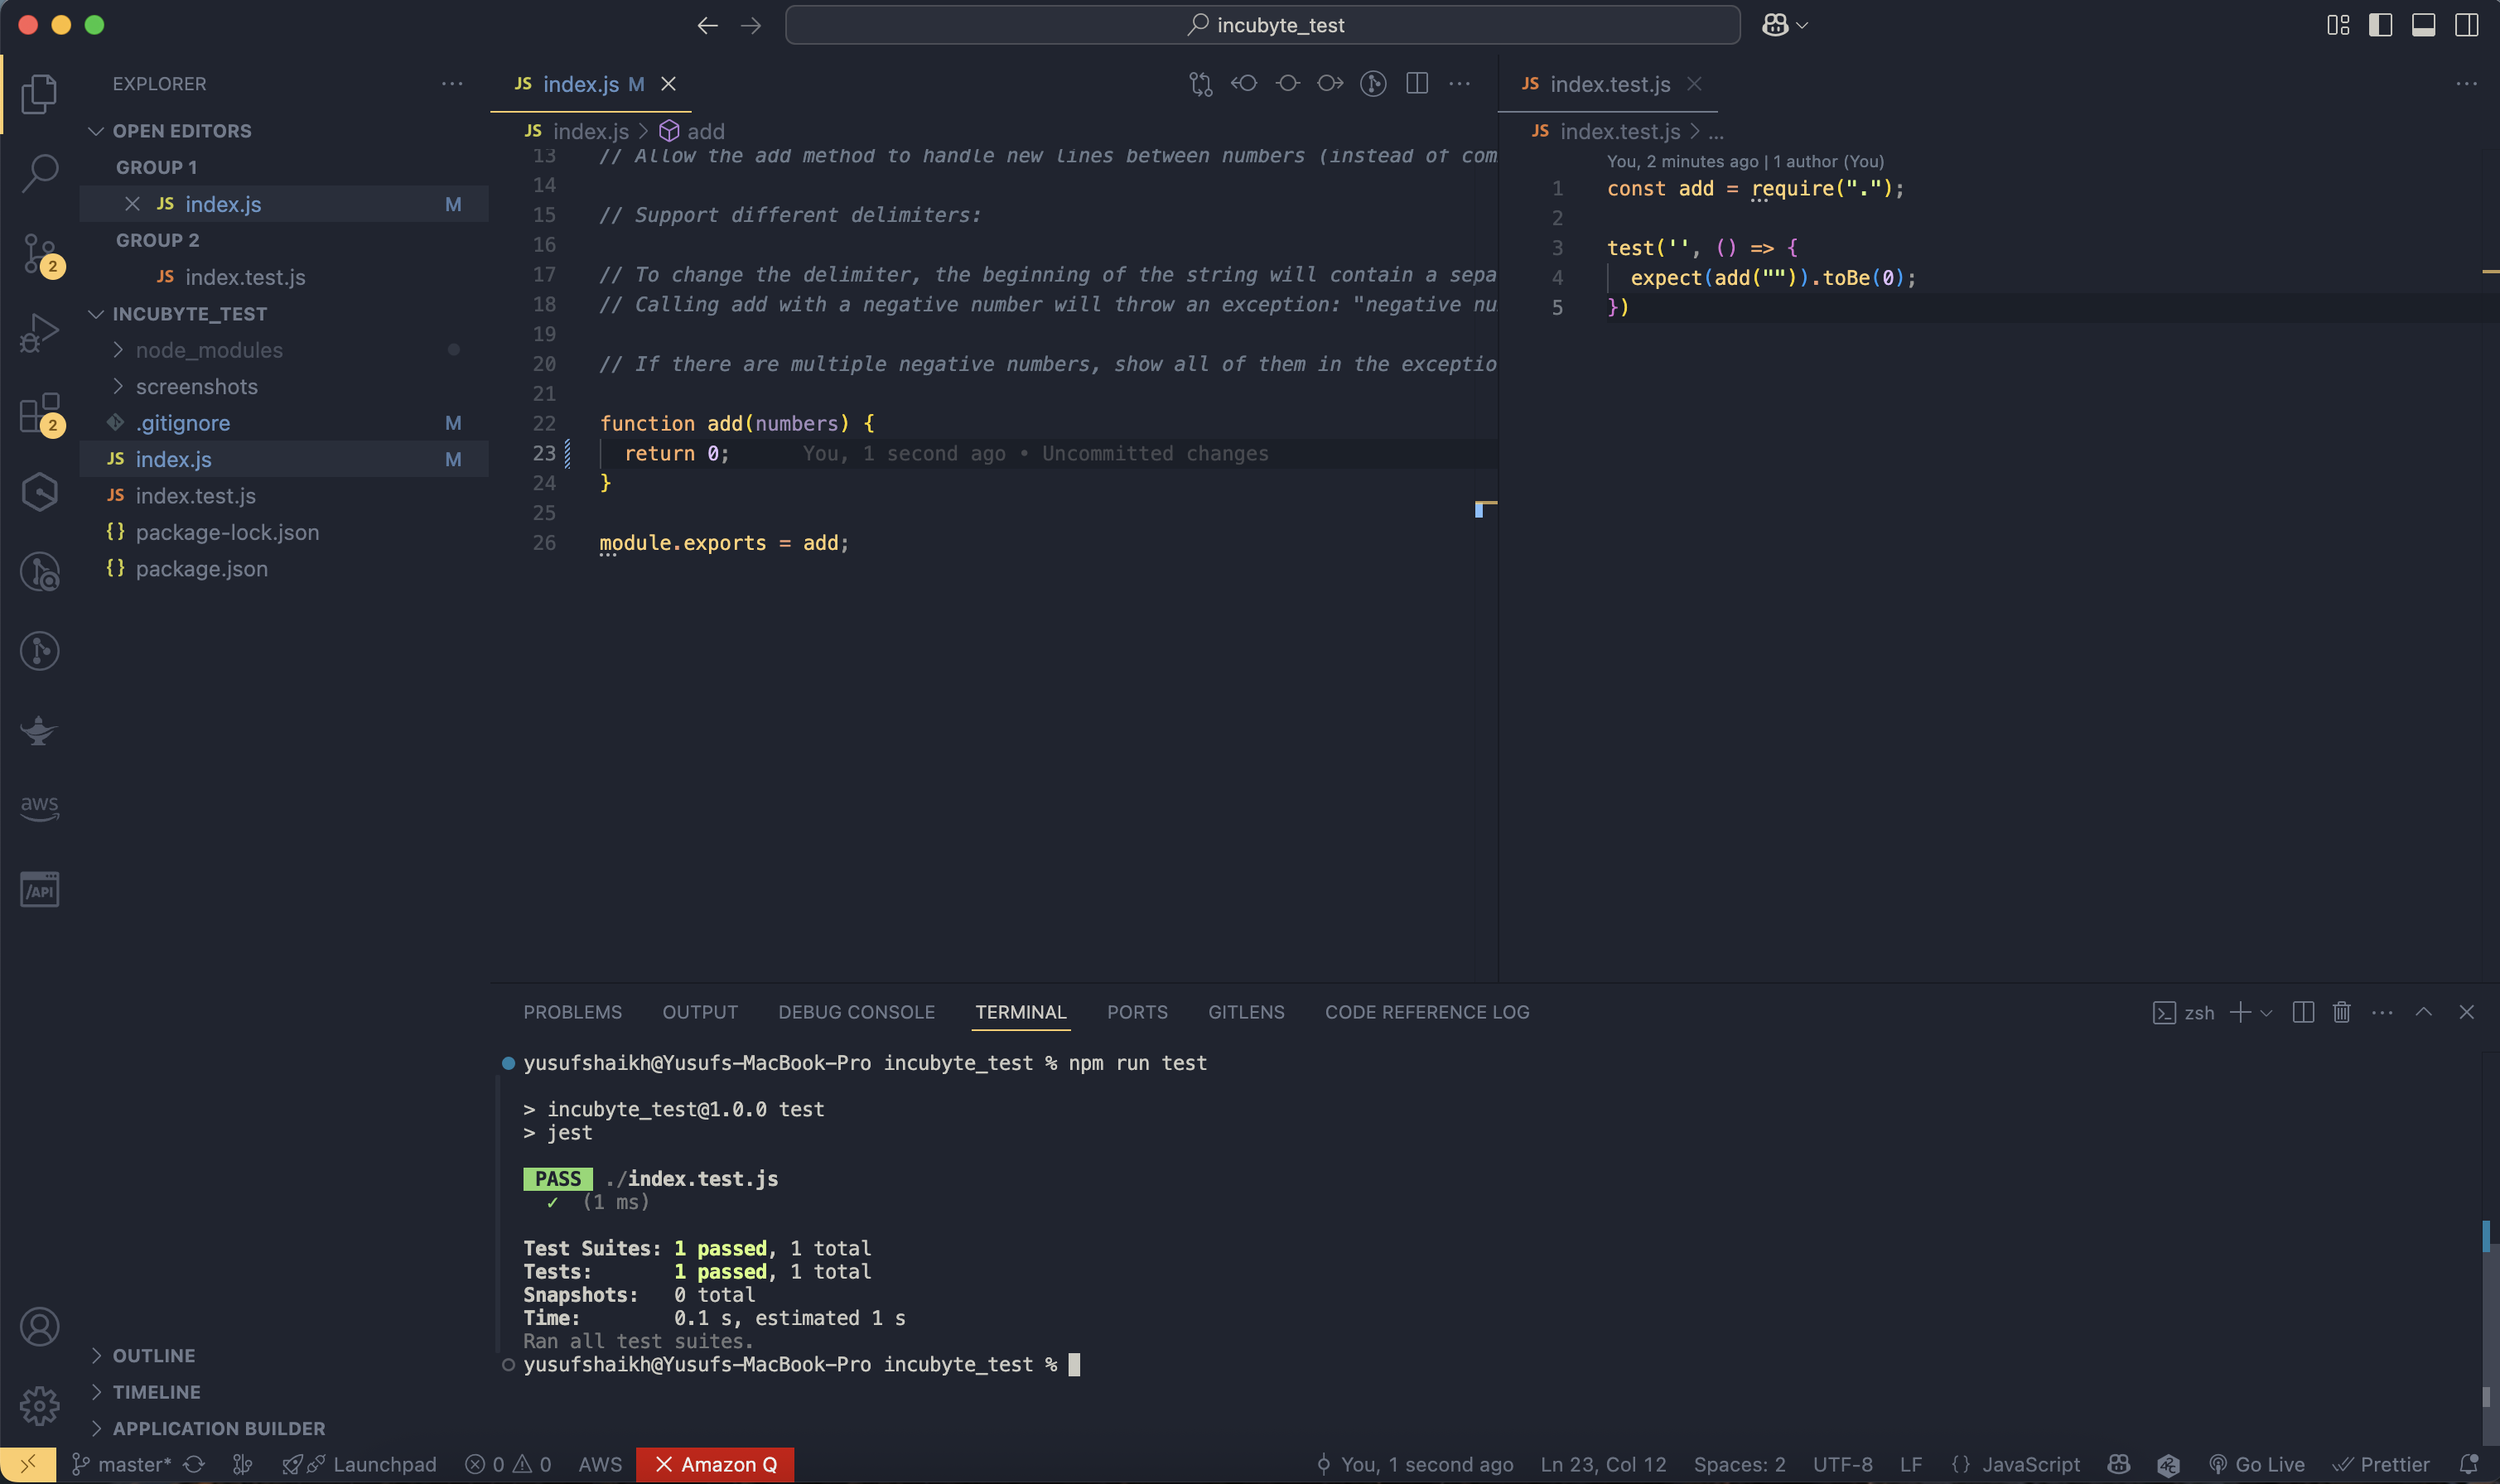 incubyte_test
EXPLORER
OPEN EDITORS
GROUP 1
JS index.js M
GROUP 2
JS index.test.js
INCUBYTE_TEST
node_modules
screenshots
.gitignore M
JS index.js M
JS index.test.js
{} package-lock.json
{} package.json
2
2
aws
/API
OUTLINE
TIMELINE
APPLICATION BUILDER
JS index.js M
JS index.js > add
13 // Allow the add method to handle new lines between numbers (instead of com
14
15 // Support different delimiters:
16
17 // To change the delimiter, the beginning of the string will contain a sepa
18 // Calling add with a negative number will throw an exception: "negative nu
19
20 // If there are multiple negative numbers, show all of them in the exceptio
21
22 function add(numbers) {
23 return 0; You, 1 second ago • Uncommitted changes
24 }
25
26 module.exports = add;
JS index.test.js
JS index.test.js > ...
You, 2 minutes ago | 1 author (You)
1 const add = require(".");
2
3 test('', () => {
4 expect(add("")).toBe(0);
5 })
PROBLEMS OUTPUT DEBUG CONSOLE TERMINAL PORTS GITLENS CODE REFERENCE LOG
zsh
yusufshaikh@Yusufs-MacBook-Pro incubyte_test % npm run test
> incubyte_test@1.0.0 test
> jest
PASS ./index.test.js
✓ (1 ms)
Test Suites: 1 passed, 1 total
Tests: 1 passed, 1 total
Snapshots: 0 total
Time: 0.1 s, estimated 1 s
Ran all test suites.
yusufshaikh@Yusufs-MacBook-Pro incubyte_test %
master* Launchpad 0 0 AWS Amazon Q You, 1 second ago Ln 23, Col 12 Spaces: 2 UTF-8 LF {} JavaScript Go Live Prettier